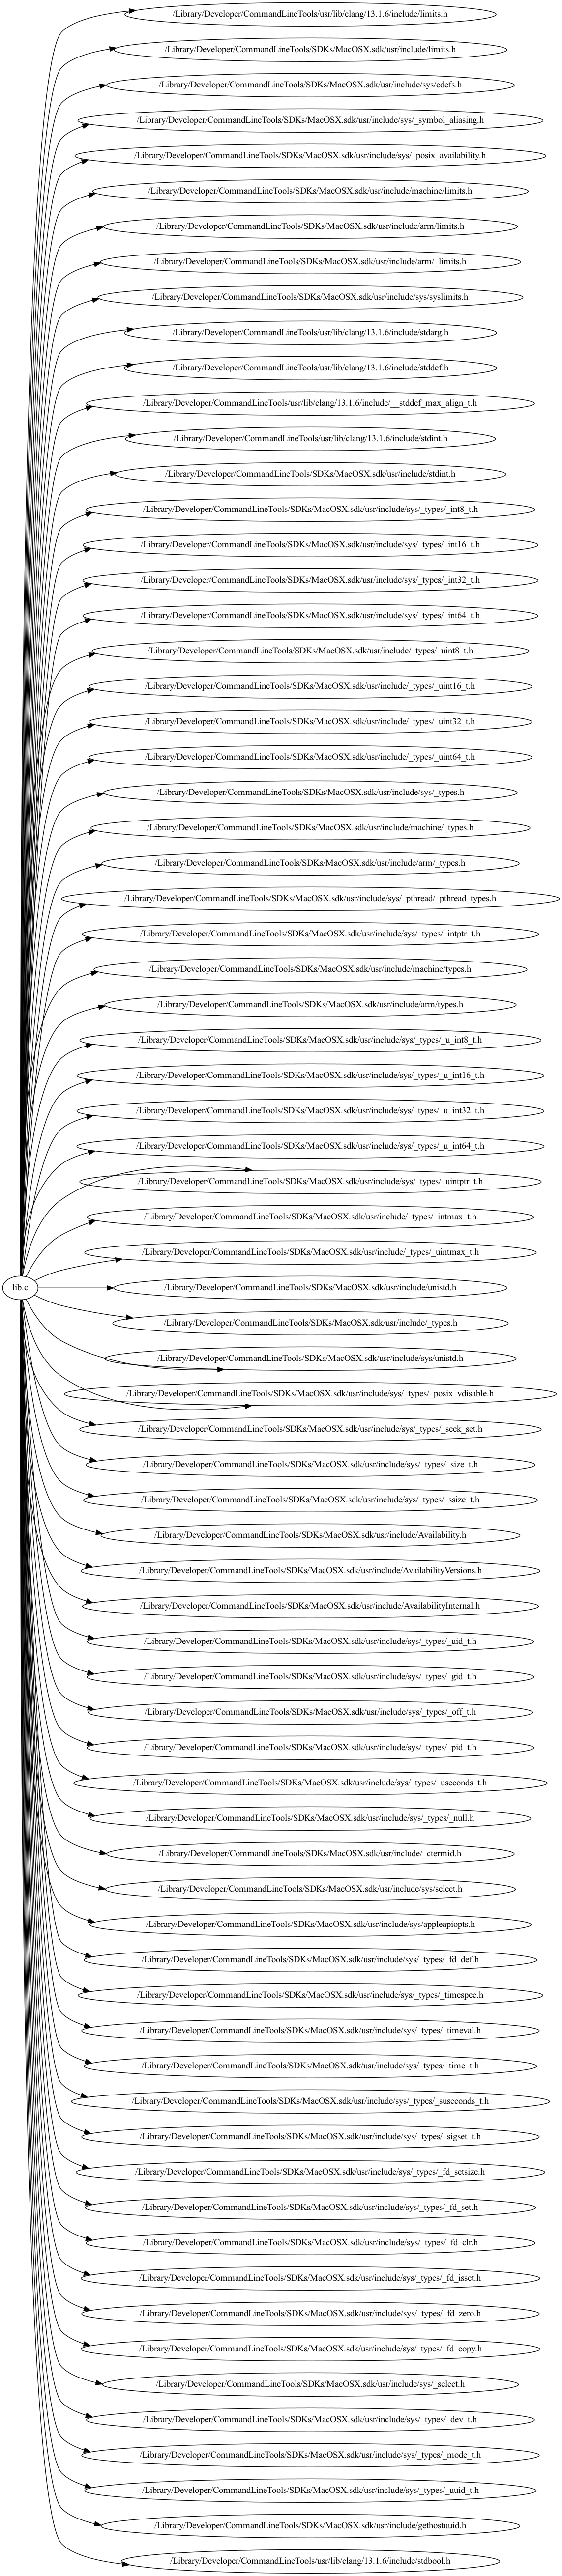 /Library/Developer/CommandLineTools/usr/lib/clang/13.1.6/include/limits.h
/Library/Developer/CommandLineTools/SDKs/MacOSX.sdk/usr/include/limits.h
/Library/Developer/CommandLineTools/SDKs/MacOSX.sdk/usr/include/sys/cdefs.h
/Library/Developer/CommandLineTools/SDKs/MacOSX.sdk/usr/include/sys/_symbol_aliasing.h
/Library/Developer/CommandLineTools/SDKs/MacOSX.sdk/usr/include/sys/_posix_availability.h
/Library/Developer/CommandLineTools/SDKs/MacOSX.sdk/usr/include/machine/limits.h
/Library/Developer/CommandLineTools/SDKs/MacOSX.sdk/usr/include/arm/limits.h
/Library/Developer/CommandLineTools/SDKs/MacOSX.sdk/usr/include/arm/_limits.h
/Library/Developer/CommandLineTools/SDKs/MacOSX.sdk/usr/include/sys/syslimits.h
/Library/Developer/CommandLineTools/usr/lib/clang/13.1.6/include/stdarg.h
/Library/Developer/CommandLineTools/usr/lib/clang/13.1.6/include/stddef.h
/Library/Developer/CommandLineTools/usr/lib/clang/13.1.6/include/__stddef_max_align_t.h
/Library/Developer/CommandLineTools/usr/lib/clang/13.1.6/include/stdint.h
/Library/Developer/CommandLineTools/SDKs/MacOSX.sdk/usr/include/stdint.h
/Library/Developer/CommandLineTools/SDKs/MacOSX.sdk/usr/include/sys/_types/_int8_t.h
/Library/Developer/CommandLineTools/SDKs/MacOSX.sdk/usr/include/sys/_types/_int16_t.h
/Library/Developer/CommandLineTools/SDKs/MacOSX.sdk/usr/include/sys/_types/_int32_t.h
/Library/Developer/CommandLineTools/SDKs/MacOSX.sdk/usr/include/sys/_types/_int64_t.h
/Library/Developer/CommandLineTools/SDKs/MacOSX.sdk/usr/include/_types/_uint8_t.h
/Library/Developer/CommandLineTools/SDKs/MacOSX.sdk/usr/include/_types/_uint16_t.h
/Library/Developer/CommandLineTools/SDKs/MacOSX.sdk/usr/include/_types/_uint32_t.h
/Library/Developer/CommandLineTools/SDKs/MacOSX.sdk/usr/include/_types/_uint64_t.h
/Library/Developer/CommandLineTools/SDKs/MacOSX.sdk/usr/include/sys/_types.h
/Library/Developer/CommandLineTools/SDKs/MacOSX.sdk/usr/include/machine/_types.h
/Library/Developer/CommandLineTools/SDKs/MacOSX.sdk/usr/include/arm/_types.h
/Library/Developer/CommandLineTools/SDKs/MacOSX.sdk/usr/include/sys/_pthread/_pthread_types.h
/Library/Developer/CommandLineTools/SDKs/MacOSX.sdk/usr/include/sys/_types/_intptr_t.h
/Library/Developer/CommandLineTools/SDKs/MacOSX.sdk/usr/include/machine/types.h
/Library/Developer/CommandLineTools/SDKs/MacOSX.sdk/usr/include/arm/types.h
/Library/Developer/CommandLineTools/SDKs/MacOSX.sdk/usr/include/sys/_types/_u_int8_t.h
/Library/Developer/CommandLineTools/SDKs/MacOSX.sdk/usr/include/sys/_types/_u_int16_t.h
/Library/Developer/CommandLineTools/SDKs/MacOSX.sdk/usr/include/sys/_types/_u_int32_t.h
/Library/Developer/CommandLineTools/SDKs/MacOSX.sdk/usr/include/sys/_types/_u_int64_t.h
/Library/Developer/CommandLineTools/SDKs/MacOSX.sdk/usr/include/sys/_types/_uintptr_t.h
/Library/Developer/CommandLineTools/SDKs/MacOSX.sdk/usr/include/_types/_intmax_t.h
/Library/Developer/CommandLineTools/SDKs/MacOSX.sdk/usr/include/_types/_uintmax_t.h
lib.c
/Library/Developer/CommandLineTools/SDKs/MacOSX.sdk/usr/include/unistd.h
/Library/Developer/CommandLineTools/SDKs/MacOSX.sdk/usr/include/_types.h
/Library/Developer/CommandLineTools/SDKs/MacOSX.sdk/usr/include/sys/unistd.h
/Library/Developer/CommandLineTools/SDKs/MacOSX.sdk/usr/include/sys/_types/_posix_vdisable.h
/Library/Developer/CommandLineTools/SDKs/MacOSX.sdk/usr/include/sys/_types/_seek_set.h
/Library/Developer/CommandLineTools/SDKs/MacOSX.sdk/usr/include/sys/_types/_size_t.h
/Library/Developer/CommandLineTools/SDKs/MacOSX.sdk/usr/include/sys/_types/_ssize_t.h
/Library/Developer/CommandLineTools/SDKs/MacOSX.sdk/usr/include/Availability.h
/Library/Developer/CommandLineTools/SDKs/MacOSX.sdk/usr/include/AvailabilityVersions.h
/Library/Developer/CommandLineTools/SDKs/MacOSX.sdk/usr/include/AvailabilityInternal.h
/Library/Developer/CommandLineTools/SDKs/MacOSX.sdk/usr/include/sys/_types/_uid_t.h
/Library/Developer/CommandLineTools/SDKs/MacOSX.sdk/usr/include/sys/_types/_gid_t.h
/Library/Developer/CommandLineTools/SDKs/MacOSX.sdk/usr/include/sys/_types/_off_t.h
/Library/Developer/CommandLineTools/SDKs/MacOSX.sdk/usr/include/sys/_types/_pid_t.h
/Library/Developer/CommandLineTools/SDKs/MacOSX.sdk/usr/include/sys/_types/_useconds_t.h
/Library/Developer/CommandLineTools/SDKs/MacOSX.sdk/usr/include/sys/_types/_null.h
/Library/Developer/CommandLineTools/SDKs/MacOSX.sdk/usr/include/_ctermid.h
/Library/Developer/CommandLineTools/SDKs/MacOSX.sdk/usr/include/sys/select.h
/Library/Developer/CommandLineTools/SDKs/MacOSX.sdk/usr/include/sys/appleapiopts.h
/Library/Developer/CommandLineTools/SDKs/MacOSX.sdk/usr/include/sys/_types/_fd_def.h
/Library/Developer/CommandLineTools/SDKs/MacOSX.sdk/usr/include/sys/_types/_timespec.h
/Library/Developer/CommandLineTools/SDKs/MacOSX.sdk/usr/include/sys/_types/_timeval.h
/Library/Developer/CommandLineTools/SDKs/MacOSX.sdk/usr/include/sys/_types/_time_t.h
/Library/Developer/CommandLineTools/SDKs/MacOSX.sdk/usr/include/sys/_types/_suseconds_t.h
/Library/Developer/CommandLineTools/SDKs/MacOSX.sdk/usr/include/sys/_types/_sigset_t.h
/Library/Developer/CommandLineTools/SDKs/MacOSX.sdk/usr/include/sys/_types/_fd_setsize.h
/Library/Developer/CommandLineTools/SDKs/MacOSX.sdk/usr/include/sys/_types/_fd_set.h
/Library/Developer/CommandLineTools/SDKs/MacOSX.sdk/usr/include/sys/_types/_fd_clr.h
/Library/Developer/CommandLineTools/SDKs/MacOSX.sdk/usr/include/sys/_types/_fd_isset.h
/Library/Developer/CommandLineTools/SDKs/MacOSX.sdk/usr/include/sys/_types/_fd_zero.h
/Library/Developer/CommandLineTools/SDKs/MacOSX.sdk/usr/include/sys/_types/_fd_copy.h
/Library/Developer/CommandLineTools/SDKs/MacOSX.sdk/usr/include/sys/_select.h
/Library/Developer/CommandLineTools/SDKs/MacOSX.sdk/usr/include/sys/_types/_dev_t.h
/Library/Developer/CommandLineTools/SDKs/MacOSX.sdk/usr/include/sys/_types/_mode_t.h
/Library/Developer/CommandLineTools/SDKs/MacOSX.sdk/usr/include/sys/_types/_uuid_t.h
/Library/Developer/CommandLineTools/SDKs/MacOSX.sdk/usr/include/gethostuuid.h
/Library/Developer/CommandLineTools/usr/lib/clang/13.1.6/include/stdbool.h